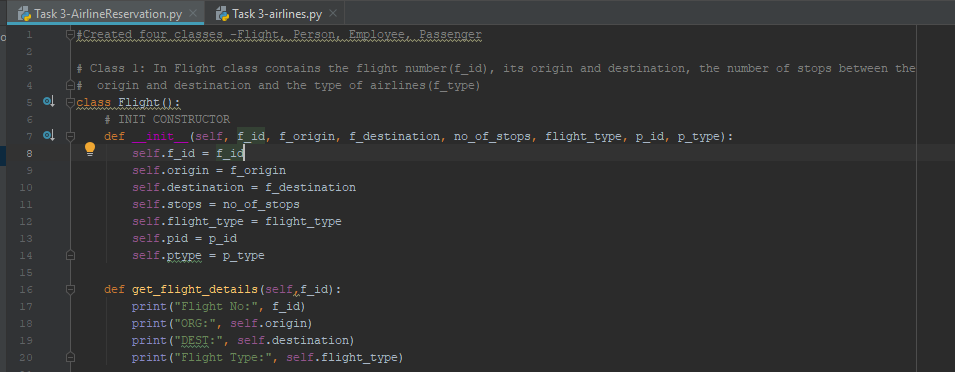 Task 3-AirlineReservation.py × Task 3-airlines.py ×
1 #Created four classes -Flight, Person, Employee, Passenger
2
3 # Class 1: In Flight class contains the flight number(f_id), its origin and destination, the number of stops between the
4 #  origin and destination and the type of airlines(f_type)
5 class Flight():
6     # INIT CONSTRUCTOR
7     def __init__(self, f_id, f_origin, f_destination, no_of_stops, flight_type, p_id, p_type):
8         self.f_id = f_id
9         self.origin = f_origin
10         self.destination = f_destination
11         self.stops = no_of_stops
12         self.flight_type = flight_type
13         self.pid = p_id
14         self.ptype = p_type
15
16     def get_flight_details(self,f_id):
17         print("Flight No:", f_id)
18         print("ORG:", self.origin)
19         print("DEST:", self.destination)
20         print("Flight Type:", self.flight_type)